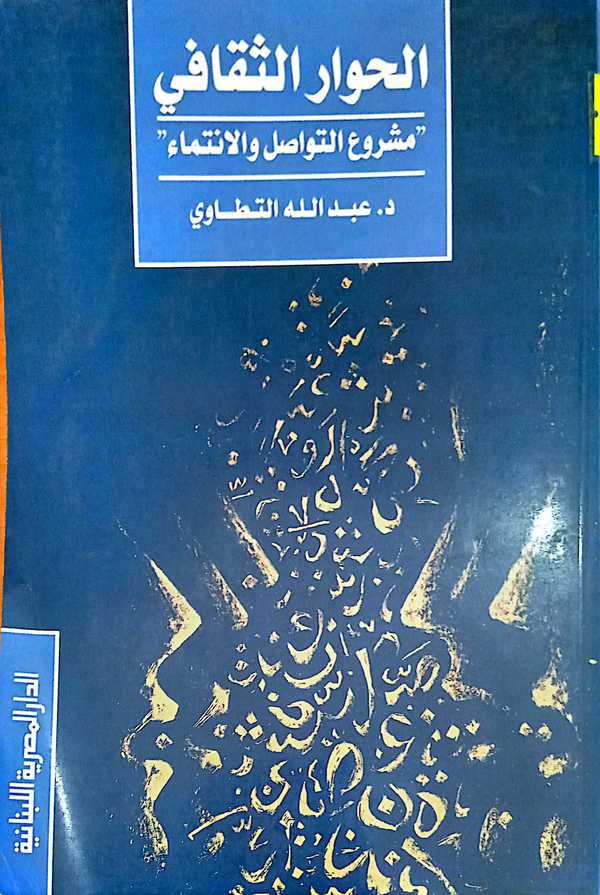 الحوار الثقافي
"مشروع التواصل والانتماء"
د. عبد الله التطاوي
الدار المصرية اللبنانية